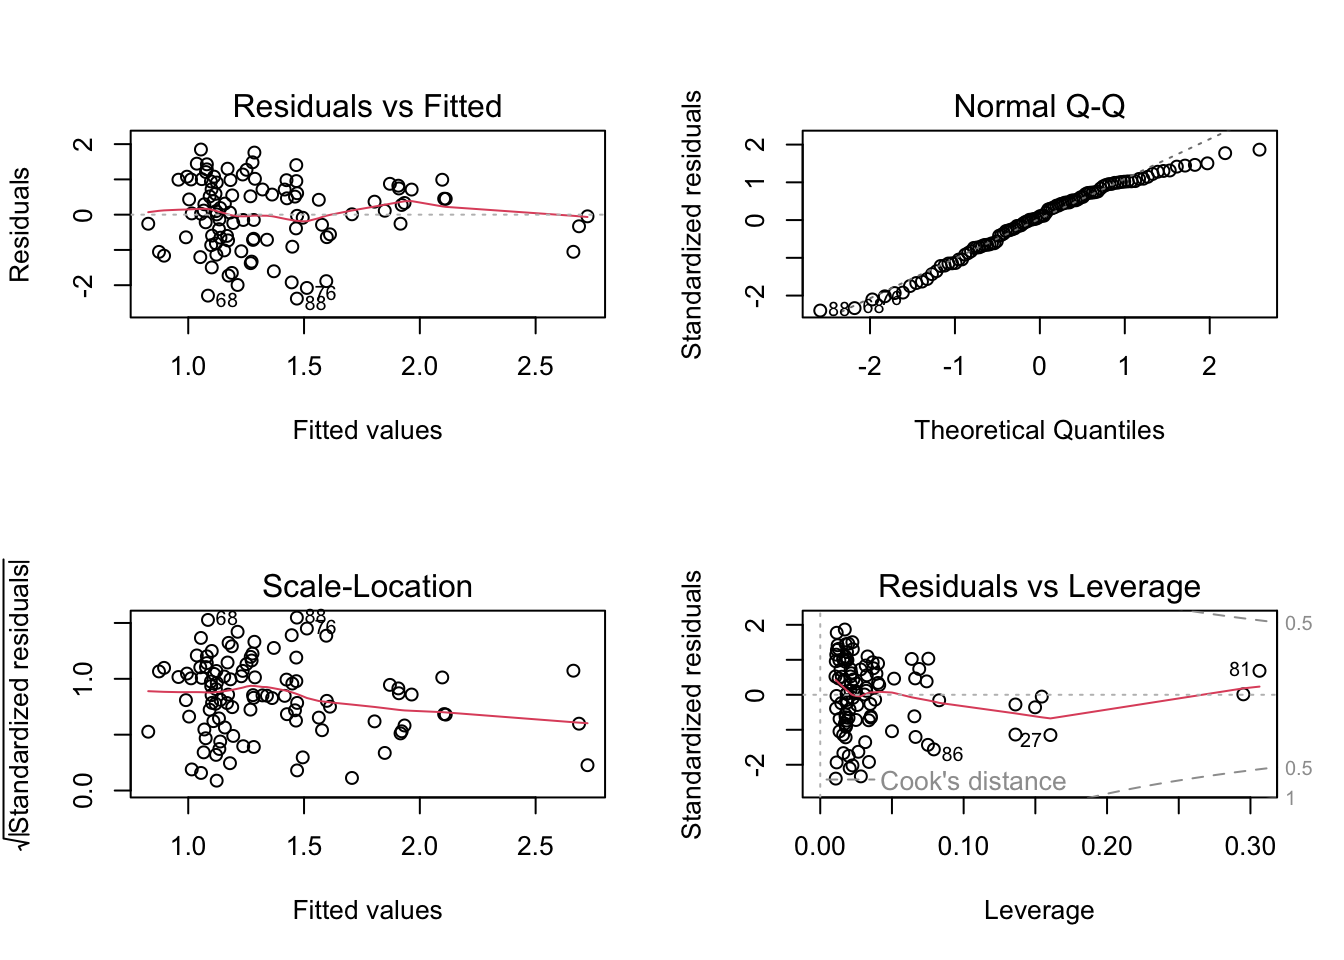 Residuals vs Fitted
Residuals
2
0
-2
68
76
88
1.0 1.5 2.0 2.5
Fitted values
Normal Q-Q
Standardized residuals
2
1
0
-2
88 68
-2 -1 0 1 2
Theoretical Quantiles
Scale-Location
√|Standardized residuals|
1.0
0.0
68
88
76
1.0 1.5 2.0 2.5
Fitted values
Residuals vs Leverage
Standardized residuals
2
0
-2
0.5
81
27
86
Cook's distance
0.5
1
0.00 0.10 0.20 0.30
Leverage